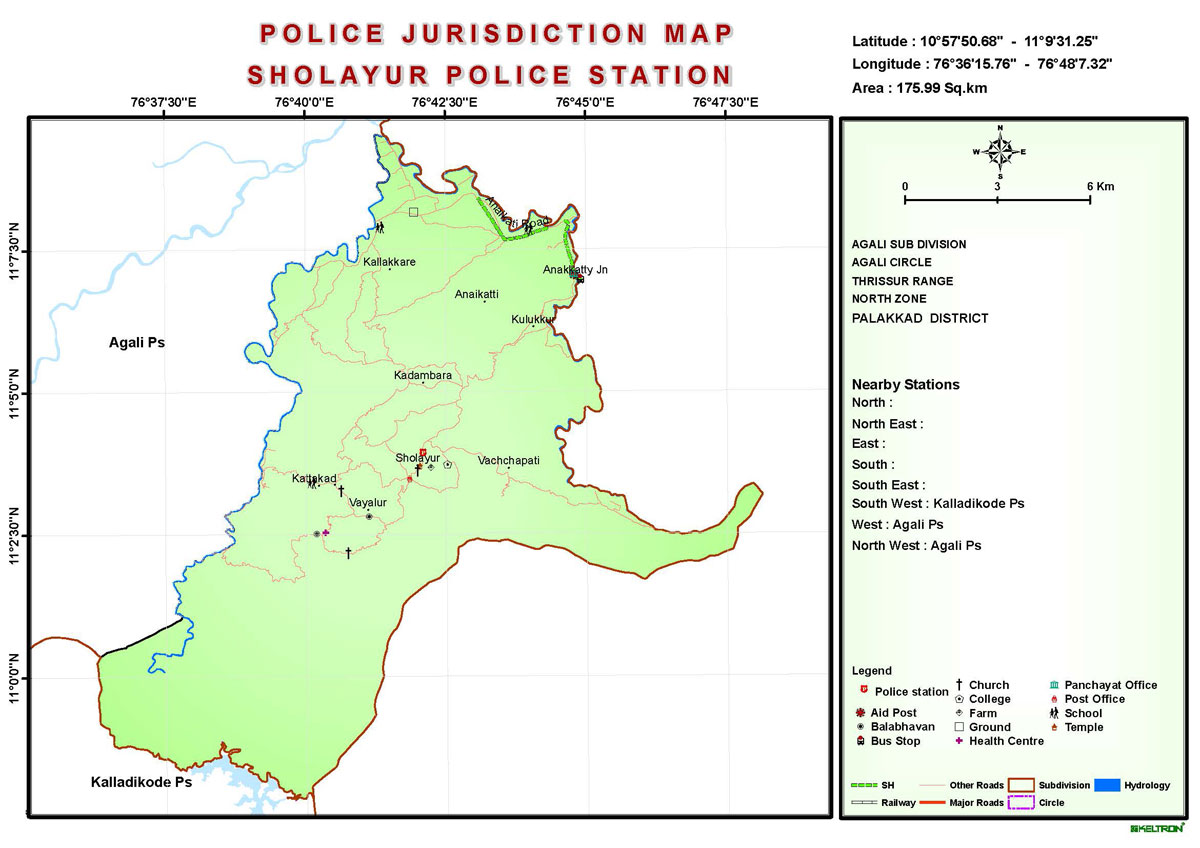 POLICE JURISDICTION MAP
SHOLAYUR POLICE STATION
Latitude : 10°57'50.68" - 11°9'31.25"
Longitude : 76°36'15.76" - 76°48'7.32"
Area : 175.99 Sq.km
76°37'30"E 76°40'0"E 76°42'30"E 76°45'0"E 76°47'30"E
11°7'30"N
11°5'0"N
11°2'30"N
11°0'0"N
Anaikati Road
Kallakkare
Anakkatty Jn
Anaikatti
Kulukkur
Agali Ps
Kadambara
Sholayur
Vachchapati
Kattakad
Vayalur
Kalladikode Ps
N
W E
S
0 3 6 Km
AGALI SUB DIVISION
AGALI CIRCLE
THRISSUR RANGE
NORTH ZONE
PALAKKAD DISTRICT
Nearby Stations
North :
North East :
East :
South :
South East :
South West : Kalladikode Ps
West : Agali Ps
North West : Agali Ps
Legend
Police station
Aid Post
Balabhavan
Bus Stop
Church
College
Farm
Ground
Health Centre
Panchayat Office
Post Office
School
Temple
SH Other Roads Subdivision Hydrology
Railway Major Roads Circle
KELTRON